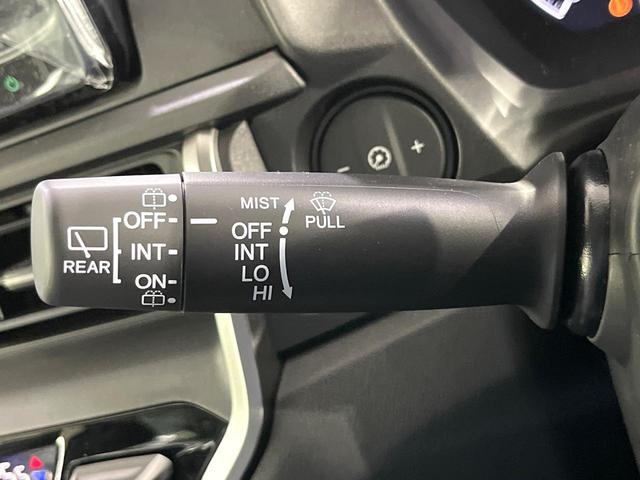 MIST
PULL
OFF
INT
LO
HI
REAR
OFF
INT
ON
+
-